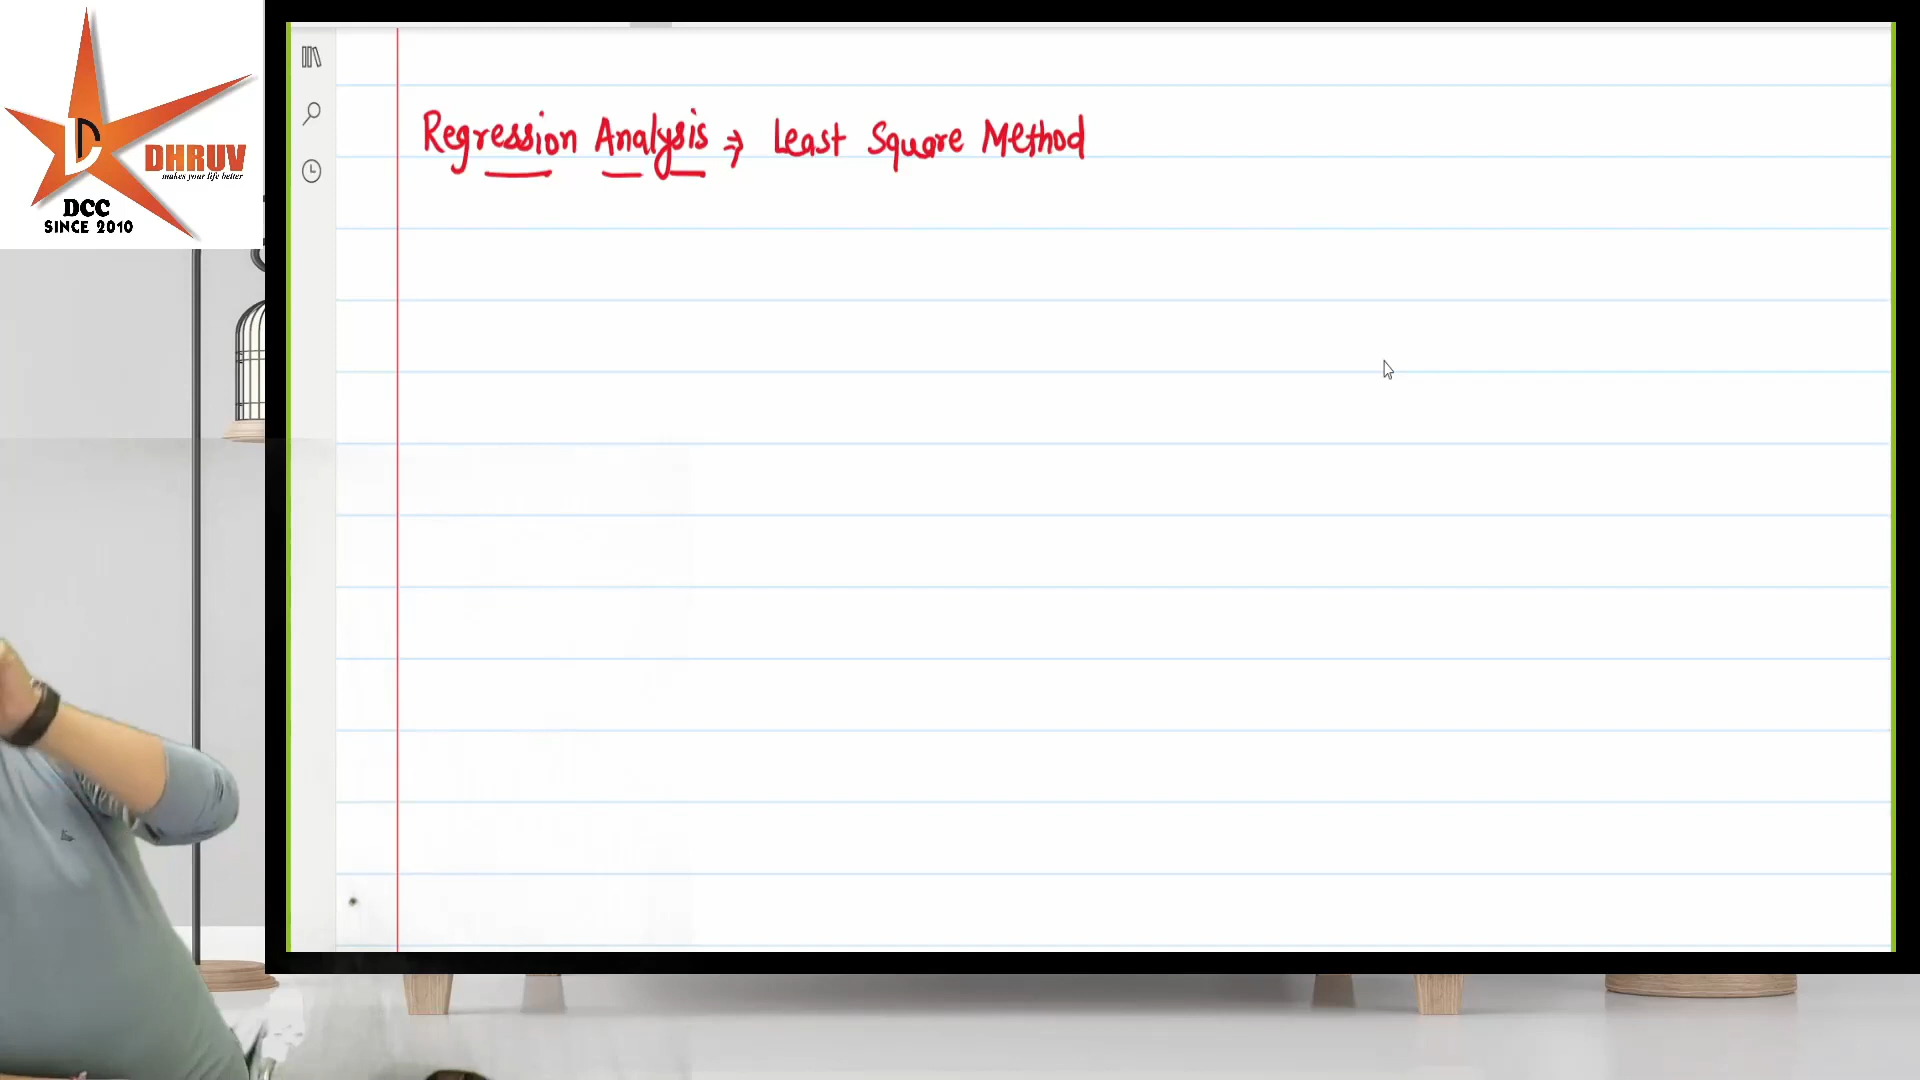 D
DHRUV
makes your life better
DCC
SINCE 2010
Regression Analysis ⇒ Least Square Method